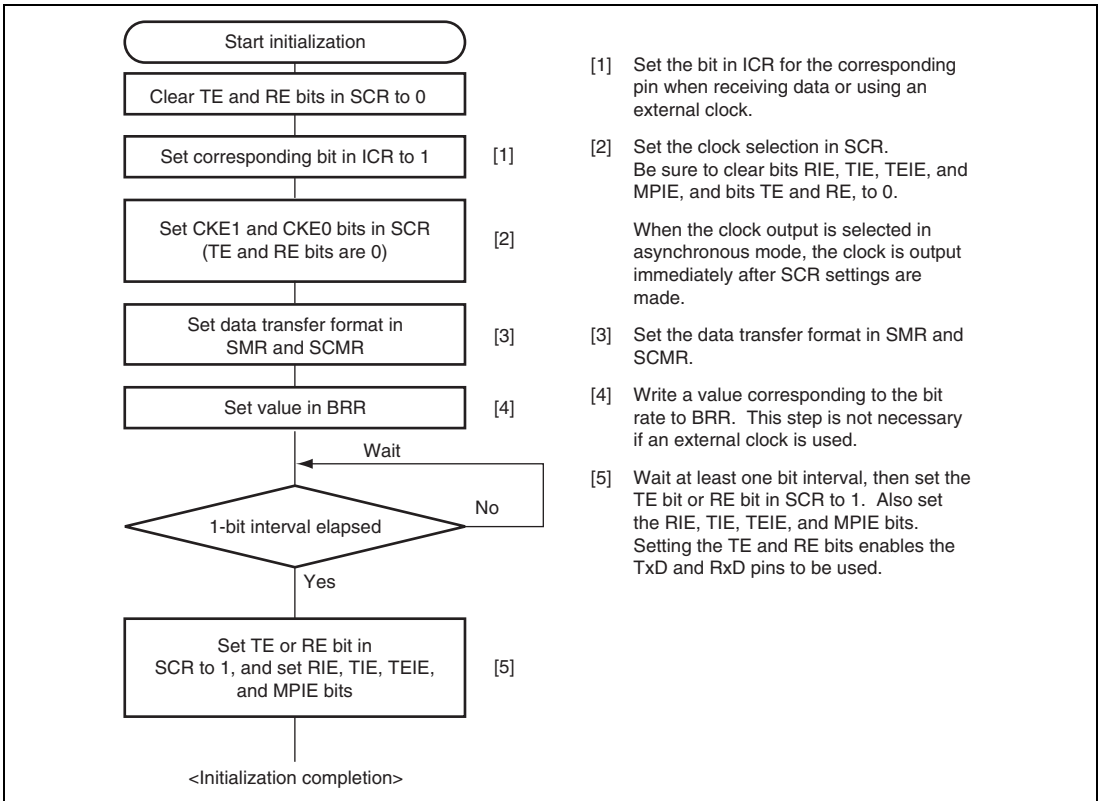 Start initialization
Clear TE and RE bits in SCR to 0
Set corresponding bit in ICR to 1
[1]
Set CKE1 and CKE0 bits in SCR
(TE and RE bits are 0)
[2]
Set data transfer format in
SMR and SCMR
[3]
Set value in BRR
[4]
Wait
1-bit interval elapsed
No
Yes
Set TE or RE bit in
SCR to 1, and set RIE, TIE, TEIE,
and MPIE bits
[5]
<Initialization completion>
[1] Set the bit in ICR for the corresponding
pin when receiving data or using an
external clock.
[2] Set the clock selection in SCR.
Be sure to clear bits RIE, TIE, TEIE, and
MPIE, and bits TE and RE, to 0.
When the clock output is selected in
asynchronous mode, the clock is output
immediately after SCR settings are
made.
[3] Set the data transfer format in SMR and
SCMR.
[4] Write a value corresponding to the bit
rate to BRR. This step is not necessary
if an external clock is used.
[5] Wait at least one bit interval, then set the
TE bit or RE bit in SCR to 1. Also set
the RIE, TIE, TEIE, and MPIE bits.
Setting the TE and RE bits enables the
TxD and RxD pins to be used.